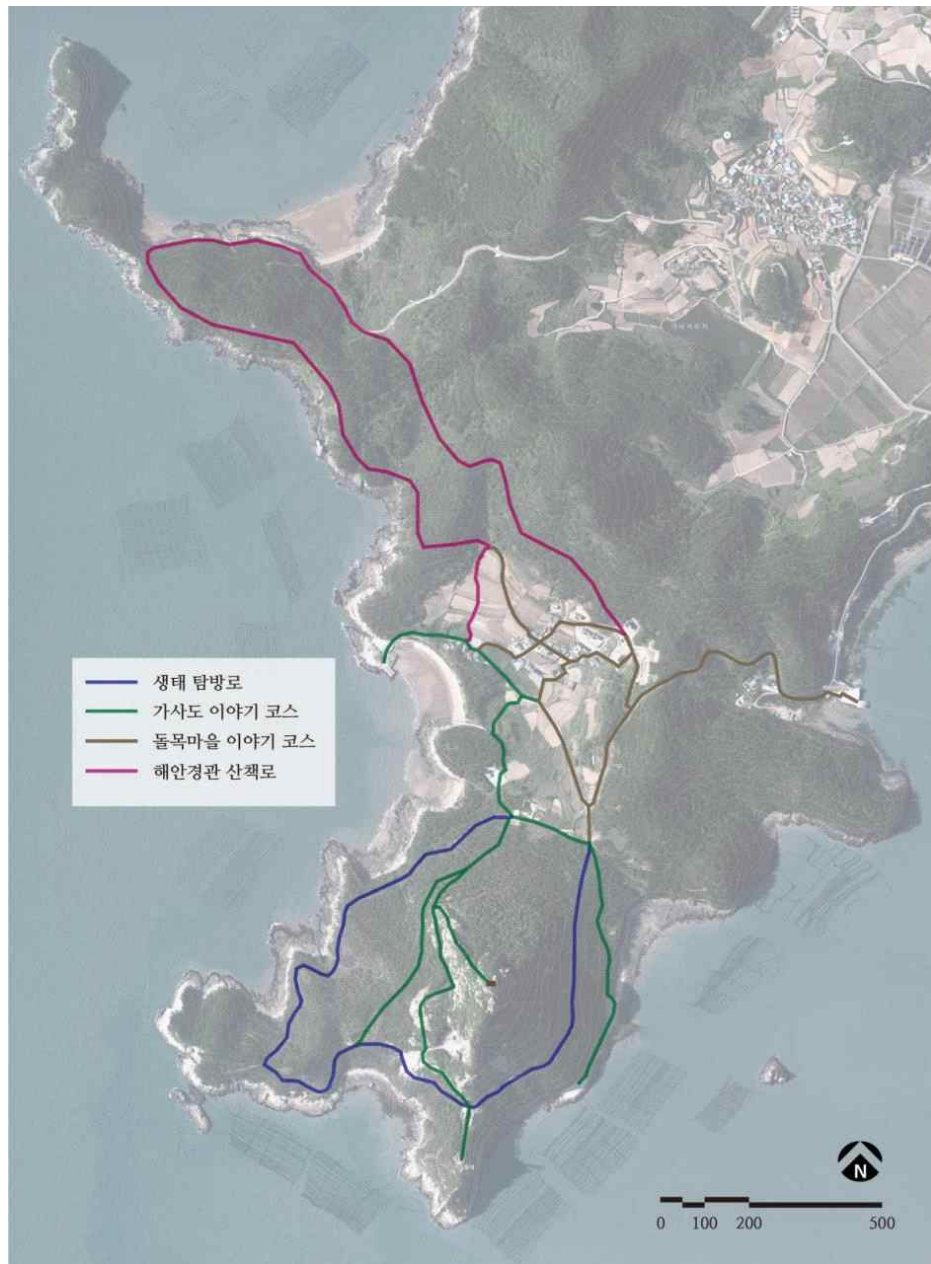 생태 탐방로
가사도 이야기 코스
돌목마을 이야기 코스
해안경관 산책로
N
0 100 200 500